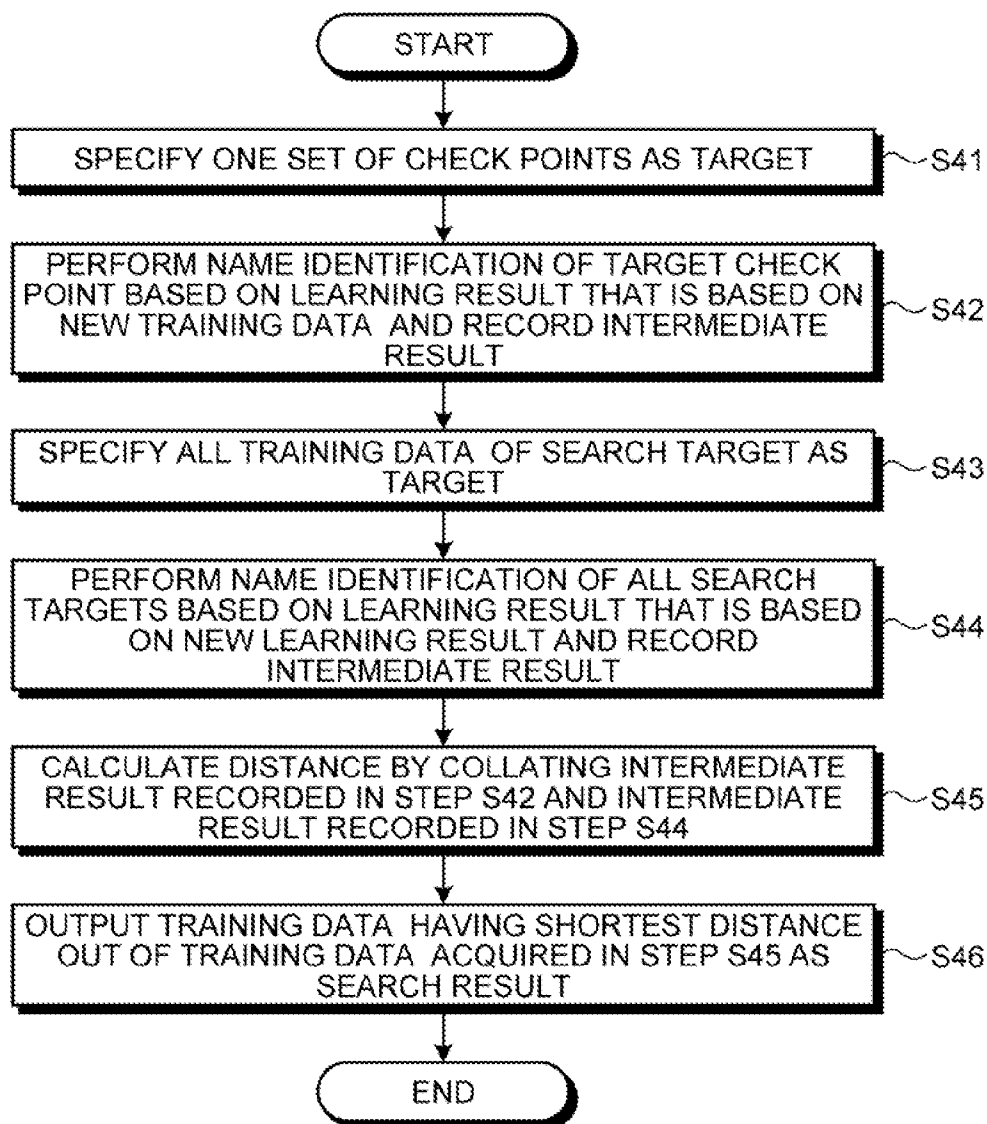 START
SPECIFY ONE SET OF CHECK POINTS AS TARGET
S41
PERFORM NAME IDENTIFICATION OF TARGET CHECK
POINT BASED ON LEARNING RESULT THAT IS BASED ON
NEW TRAINING DATA AND RECORD INTERMEDIATE
RESULT
S42
SPECIFY ALL TRAINING DATA OF SEARCH TARGET AS
TARGET
S43
PERFORM NAME IDENTIFICATION OF ALL SEARCH
TARGETS BASED ON LEARNING RESULT THAT IS BASED
ON NEW LEARNING RESULT AND RECORD
INTERMEDIATE RESULT
S44
CALCULATE DISTANCE BY COLLATING INTERMEDIATE
RESULT RECORDED IN STEP S42 AND INTERMEDIATE
RESULT RECORDED IN STEP S44
S45
OUTPUT TRAINING DATA HAVING SHORTEST DISTANCE
OUT OF TRAINING DATA ACQUIRED IN STEP S45 AS
SEARCH RESULT
S46
END